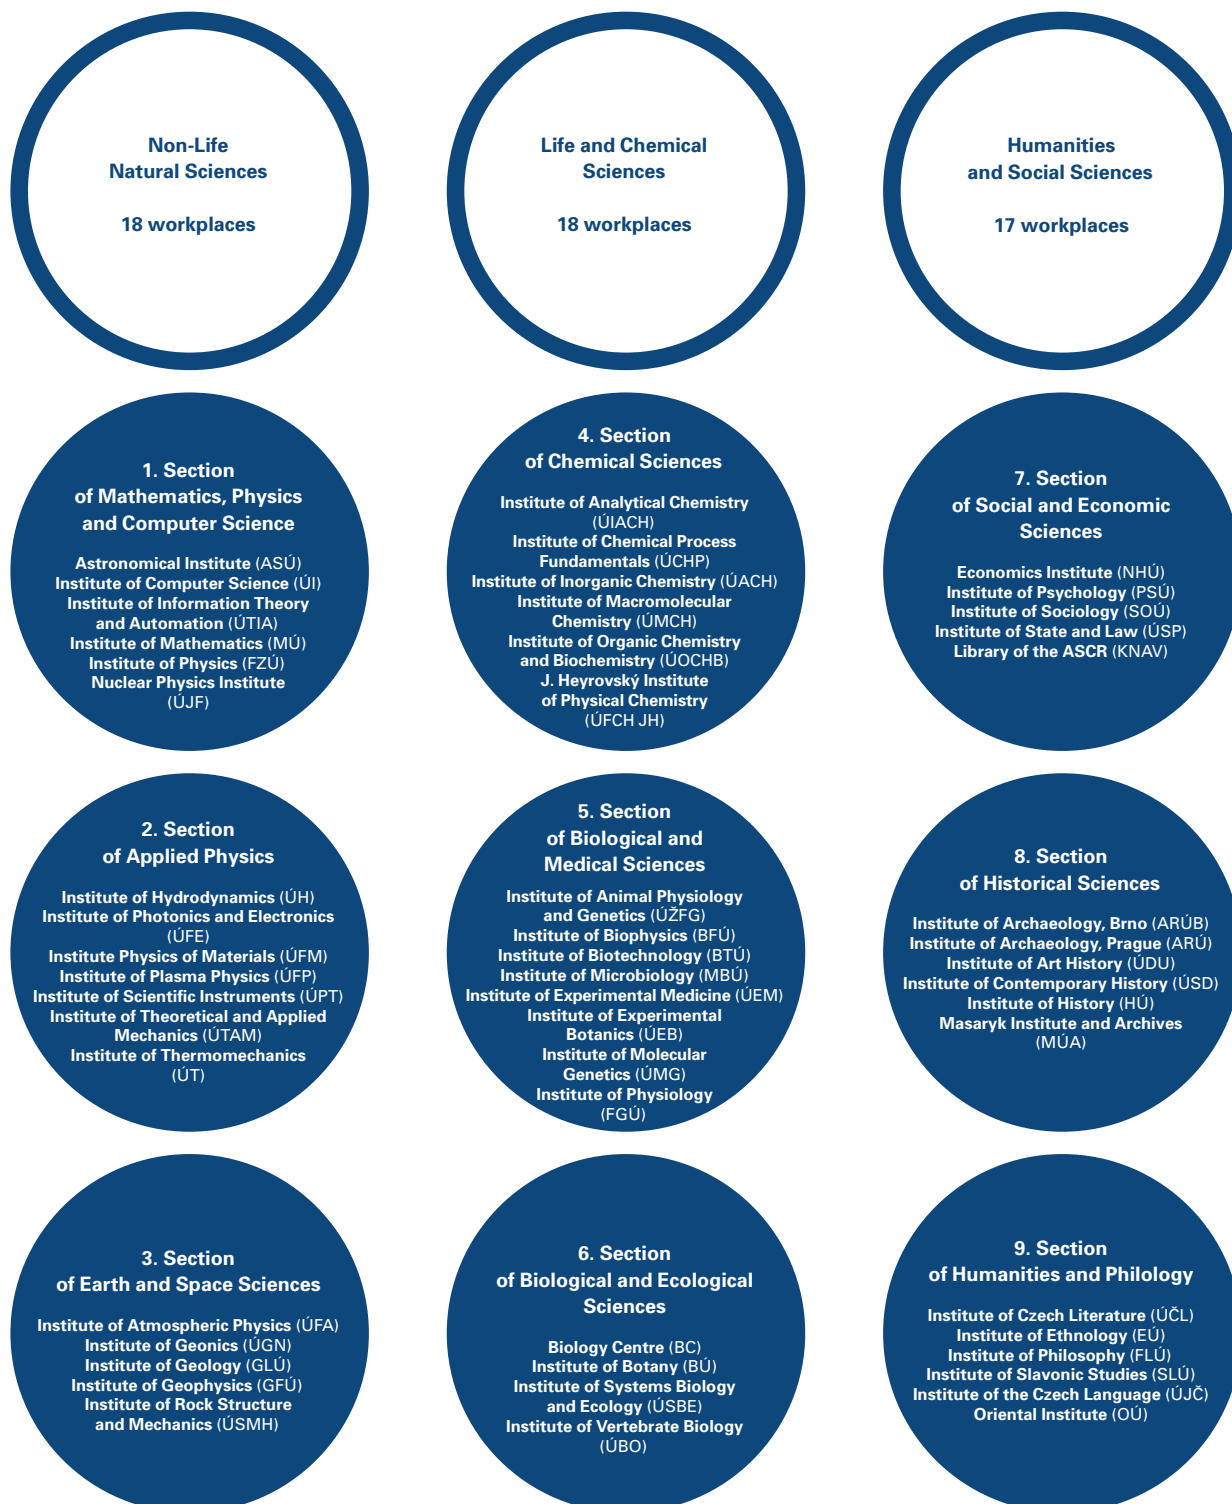 Non-Life
Natural Sciences
18 workplaces
Life and Chemical
Sciences
18 workplaces
Humanities
and Social Sciences
17 workplaces
1. Section
of Mathematics, Physics
and Computer Science
Astronomical Institute (ASÚ)
Institute of Computer Science (ÚI)
Institute of Information Theory
and Automation (ÚTIA)
Institute of Mathematics (MÚ)
Institute of Physics (FZÚ)
Nuclear Physics Institute
(ÚJF)
4. Section
of Chemical Sciences
Institute of Analytical Chemistry
(ÚIACH)
Institute of Chemical Process
Fundamentals (ÚCHP)
Institute of Inorganic Chemistry (ÚACH)
Institute of Macromolecular
Chemistry (ÚMCH)
Institute of Organic Chemistry
and Biochemistry (ÚOCHB)
J. Heyrovský Institute
of Physical Chemistry
(ÚFCH JH)
7. Section
of Social and Economic
Sciences
Economics Institute (NHÚ)
Institute of Psychology (PSÚ)
Institute of Sociology (SOÚ)
Institute of State and Law (ÚSP)
Library of the ASCR (KNAV)
2. Section
of Applied Physics
Institute of Hydrodynamics (ÚH)
Institute of Photonics and Electronics
(ÚFE)
Institute Physics of Materials (ÚFM)
Institute of Plasma Physics (ÚFP)
Institute of Scientific Instruments (ÚPT)
Institute of Theoretical and Applied
Mechanics (ÚTAM)
Institute of Thermomechanics
(ÚT)
5. Section
of Biological and
Medical Sciences
Institute of Animal Physiology
and Genetics (ÚŽFG)
Institute of Biophysics (BFÚ)
Institute of Biotechnology (BTÚ)
Institute of Microbiology (MBÚ)
Institute of Experimental Medicine (ÚEM)
Institute of Experimental
Botanics (ÚEB)
Institute of Molecular
Genetics (ÚMG)
Institute of Physiology
(FGÚ)
8. Section
of Historical Sciences
Institute of Archaeology, Brno (ARÚB)
Institute of Archaeology, Prague (ARÚ)
Institute of Art History (ÚDU)
Institute of Contemporary History (ÚSD)
Institute of History (HÚ)
Masaryk Institute and Archives
(MÚA)
3. Section
of Earth and Space Sciences
Institute of Atmospheric Physics (ÚFA)
Institute of Geonics (ÚGN)
Institute of Geology (GLÚ)
Institute of Geophysics (GFÚ)
Institute of Rock Structure
and Mechanics (ÚSMH)
6. Section
of Biological and Ecological
Sciences
Biology Centre (BC)
Institute of Botany (BÚ)
Institute of Systems Biology
and Ecology (ÚSBE)
Institute of Vertebrate Biology
(ÚBO)
9. Section
of Humanities and Philology
Institute of Czech Literature (ÚČL)
Institute of Ethnology (EÚ)
Institute of Philosophy (FLÚ)
Institute of Slavonic Studies (SLÚ)
Institute of the Czech Language (ÚJČ)
Oriental Institute (OÚ)